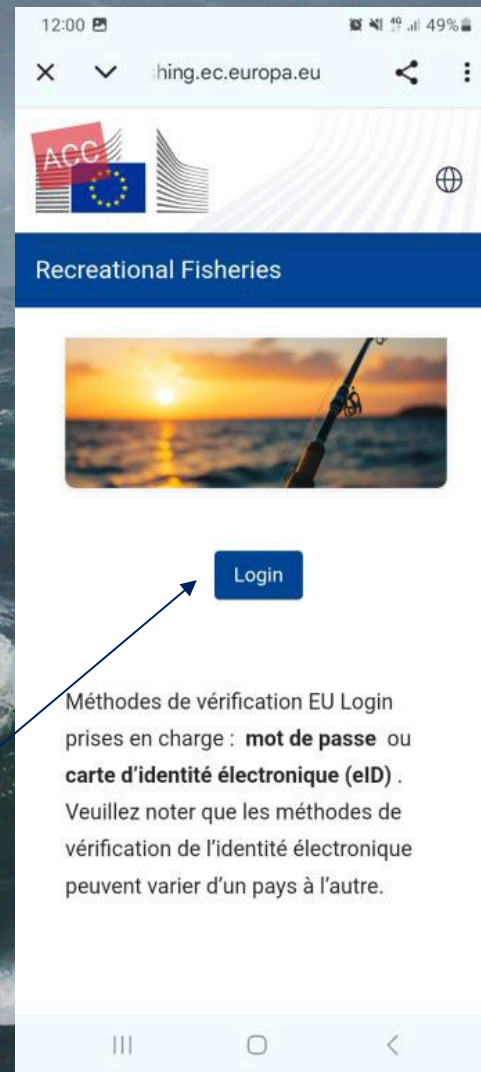 12:00 4G 49%
hing.ec.europa.eu
ACC
Recreational Fisheries
Login
Méthodes de vérification EU Login
prises en charge : mot de passe ou
carte d'identité électronique (eID) .
Veuillez noter que les méthodes de
vérification de l'identité électronique
peuvent varier d'un pays à l'autre.